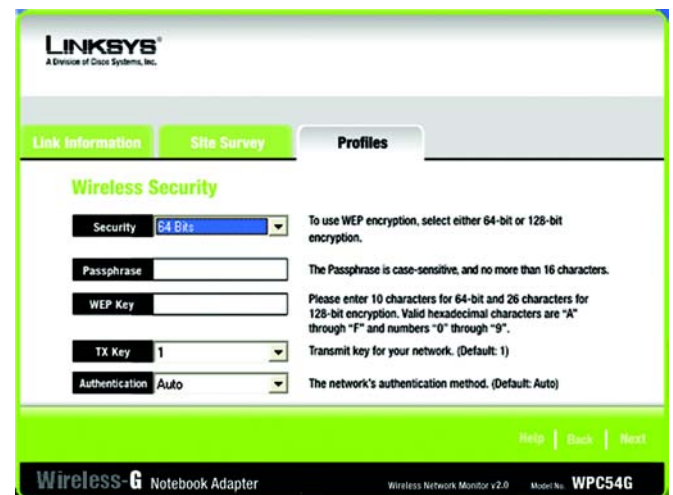 LINKSYS®
A Division of Cisco Systems, Inc.
Link Information Site Survey Profiles
Wireless Security
Security 64 Bits To use WEP encryption, select either 64-bit or 128-bit
encryption.
Passphrase The Passphrase is case-sensitive, and no more than 16 characters.
WEP Key Please enter 10 characters for 64-bit and 26 characters for
128-bit encryption. Valid hexadecimal characters are "A"
through "F" and numbers "0" through "9".
TX Key 1 Transmit key for your network. (Default: 1)
Authentication Auto The network's authentication method. (Default: Auto)
Help | Back | Next
Wireless-G Notebook Adapter Wireless Network Monitor v2.0 Model No. WPC54G